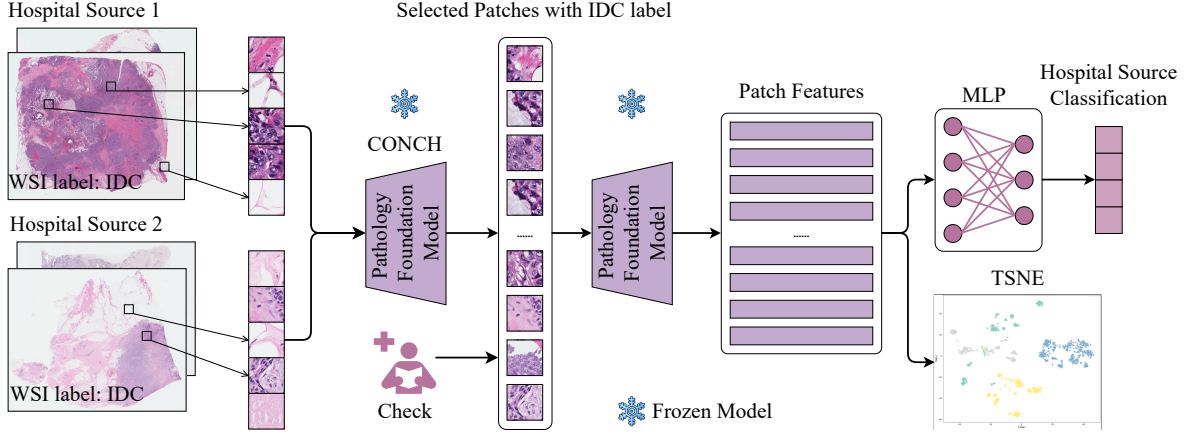 Hospital Source 1
Selected Patches with IDC label
WSI label: IDC
Hospital Source 2
WSI label: IDC
CONCH
Pathology
Foundation
Model
Check
......
Pathology
Foundation
Model
Frozen Model
Patch Features
......
MLP
Hospital Source
Classification
TSNE